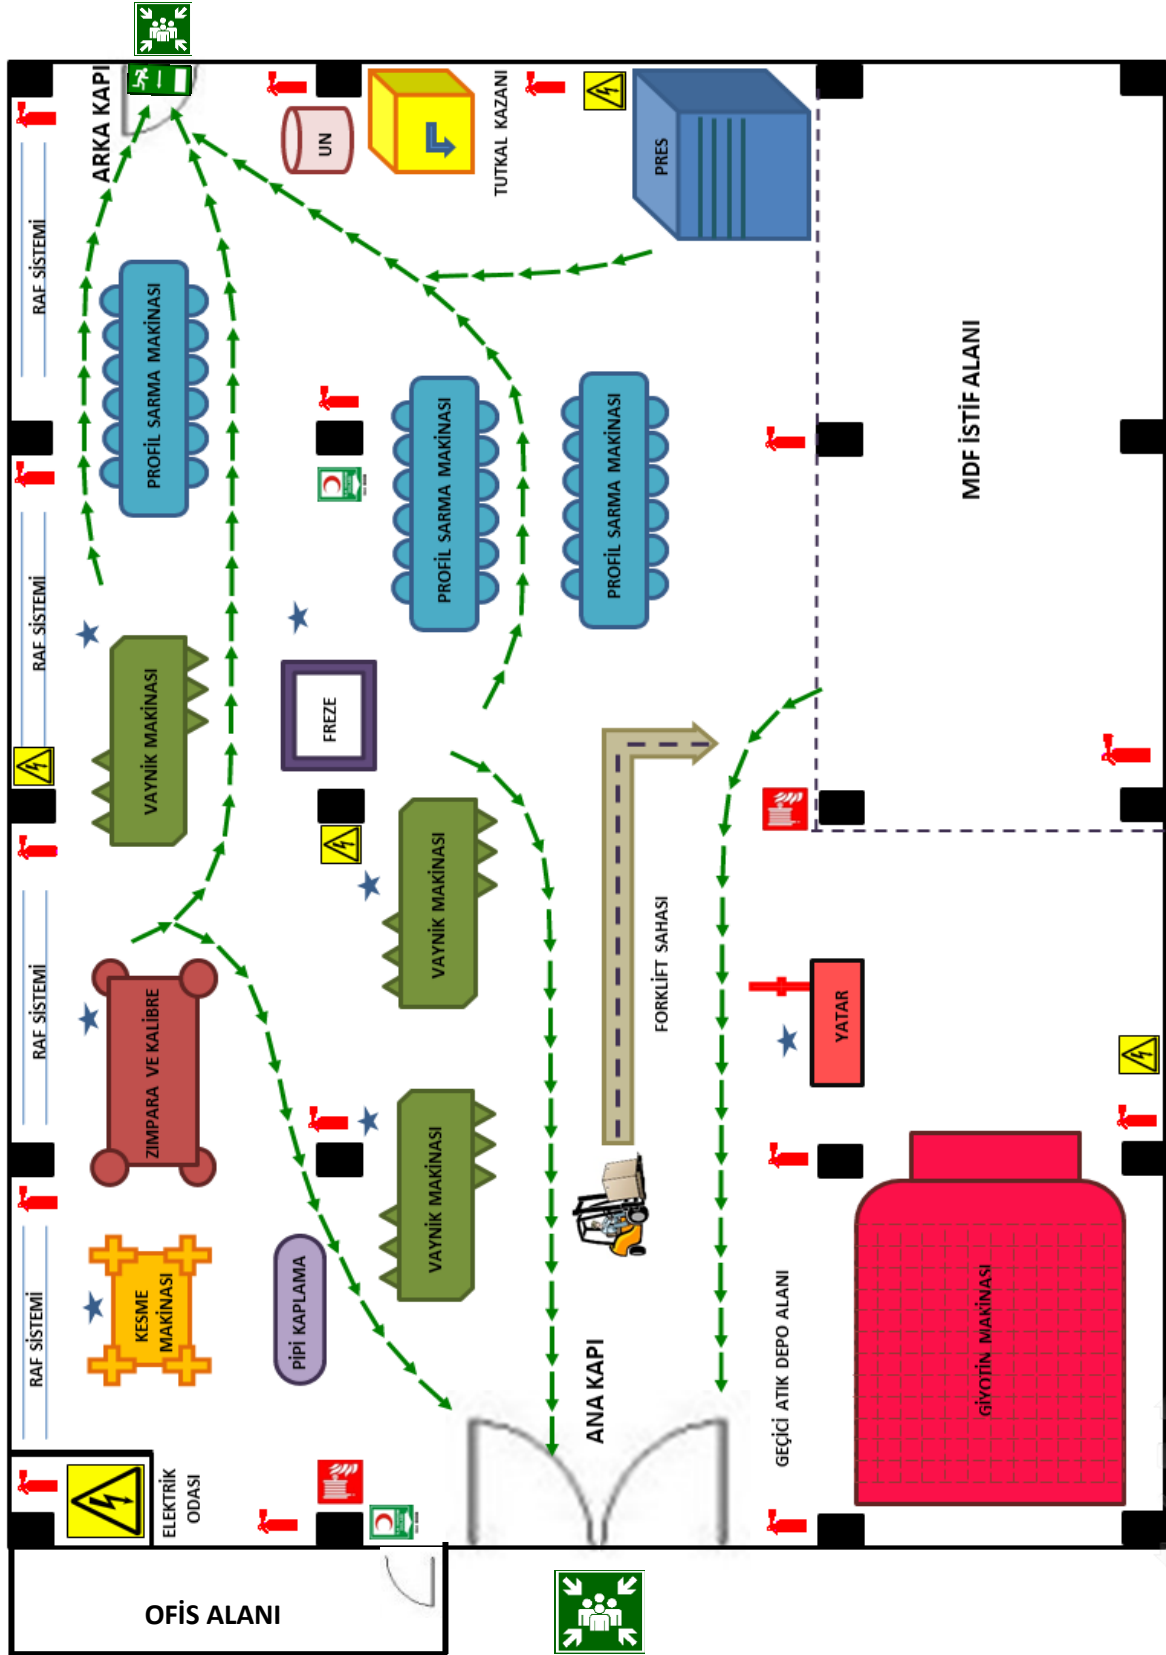 ARKA KAPI
RAF SİSTEMİ
UN
TUTKAL KAZANI
PRES
PROFİL SARMA MAKİNASI
PROFİL SARMA MAKİNASI
PROFİL SARMA MAKİNASI
MDF İSTİF ALANI
RAF SİSTEMİ
VAYNİK MAKİNASI
FREZE
VAYNİK MAKİNASI
FORKLİFT SAHASI
RAF SİSTEMİ
ZIMPARA VE KALİBRE
YATAR
VAYNİK MAKİNASI
RAF SİSTEMİ
KESME
MAKİNASI
PİPİ KAPLAMA
ANA KAPI
GEÇİCİ ATIK DEPO ALANI
GİYOTİN MAKİNASI
ELEKTRİK
ODASI
OFİS ALANI